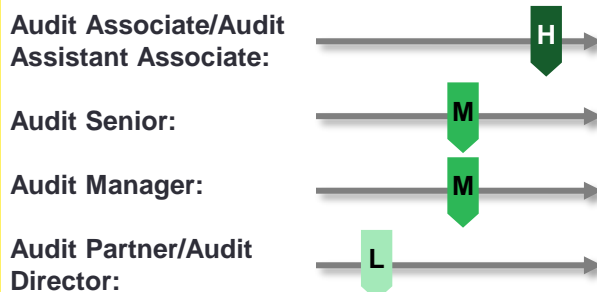 Audit Associate/Audit
Assistant Associate:
H
Audit Senior:
M
Audit Manager:
M
Audit Partner/Audit
Director:
L